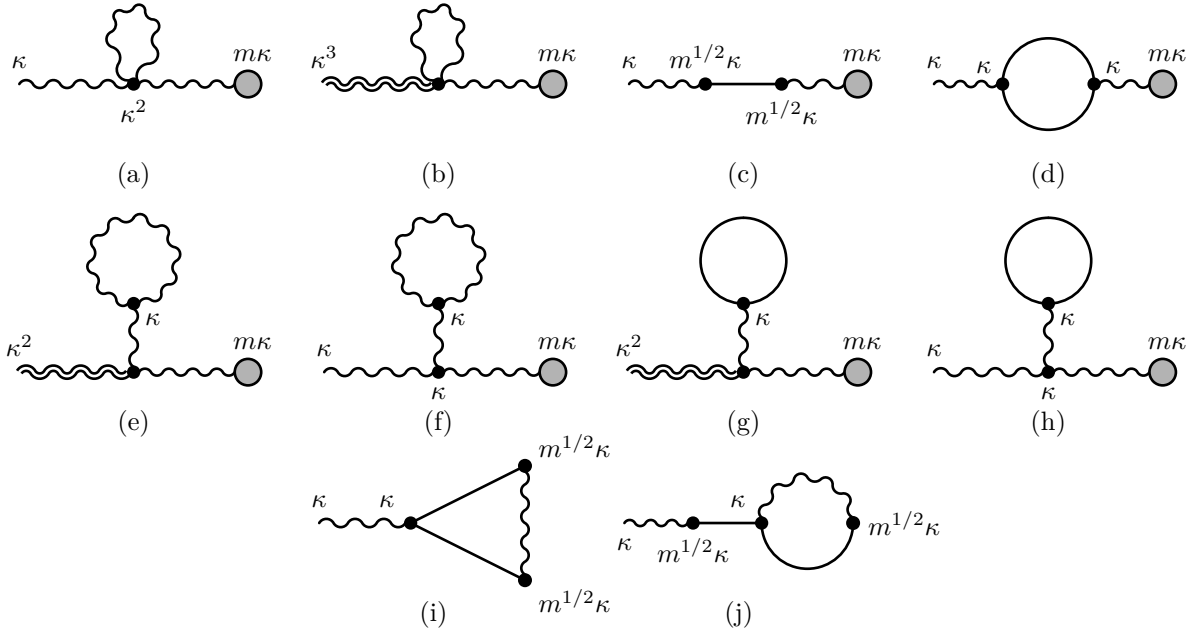 κ κ² mκ
(a)
κ³ mκ
(b)
κ m^{1/2}κ m^{1/2}κ mκ
(c)
κ κ κ mκ
(d)
κ² κ mκ
(e)
κ κ κ mκ
(f)
κ² κ mκ
(g)
κ κ κ mκ
(h)
κ κ m^{1/2}κ m^{1/2}κ
(i)
κ m^{1/2}κ κ m^{1/2}κ
(j)